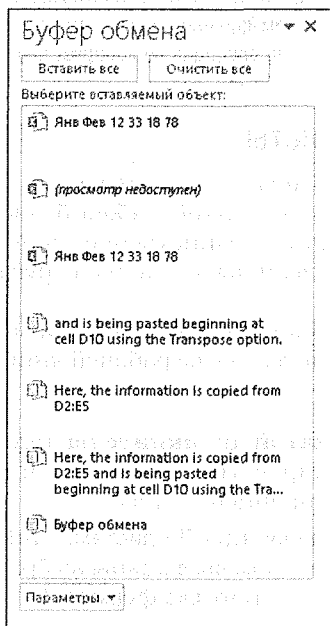 Буфер обмена
Вставить все
Очистить все
Выберите вставляемый объект:
Янв Фев 12 33 18 78
(просмотр недоступен)
Янв Фев 12 33 18 78
and is being pasted beginning at
cell D10 using the Transpose option.
Here, the information is copied from
D2:E5
Here, the information is copied from
D2:E5 and is being pasted
beginning at cell D10 using the Tra...
Буфер обмена
Параметры